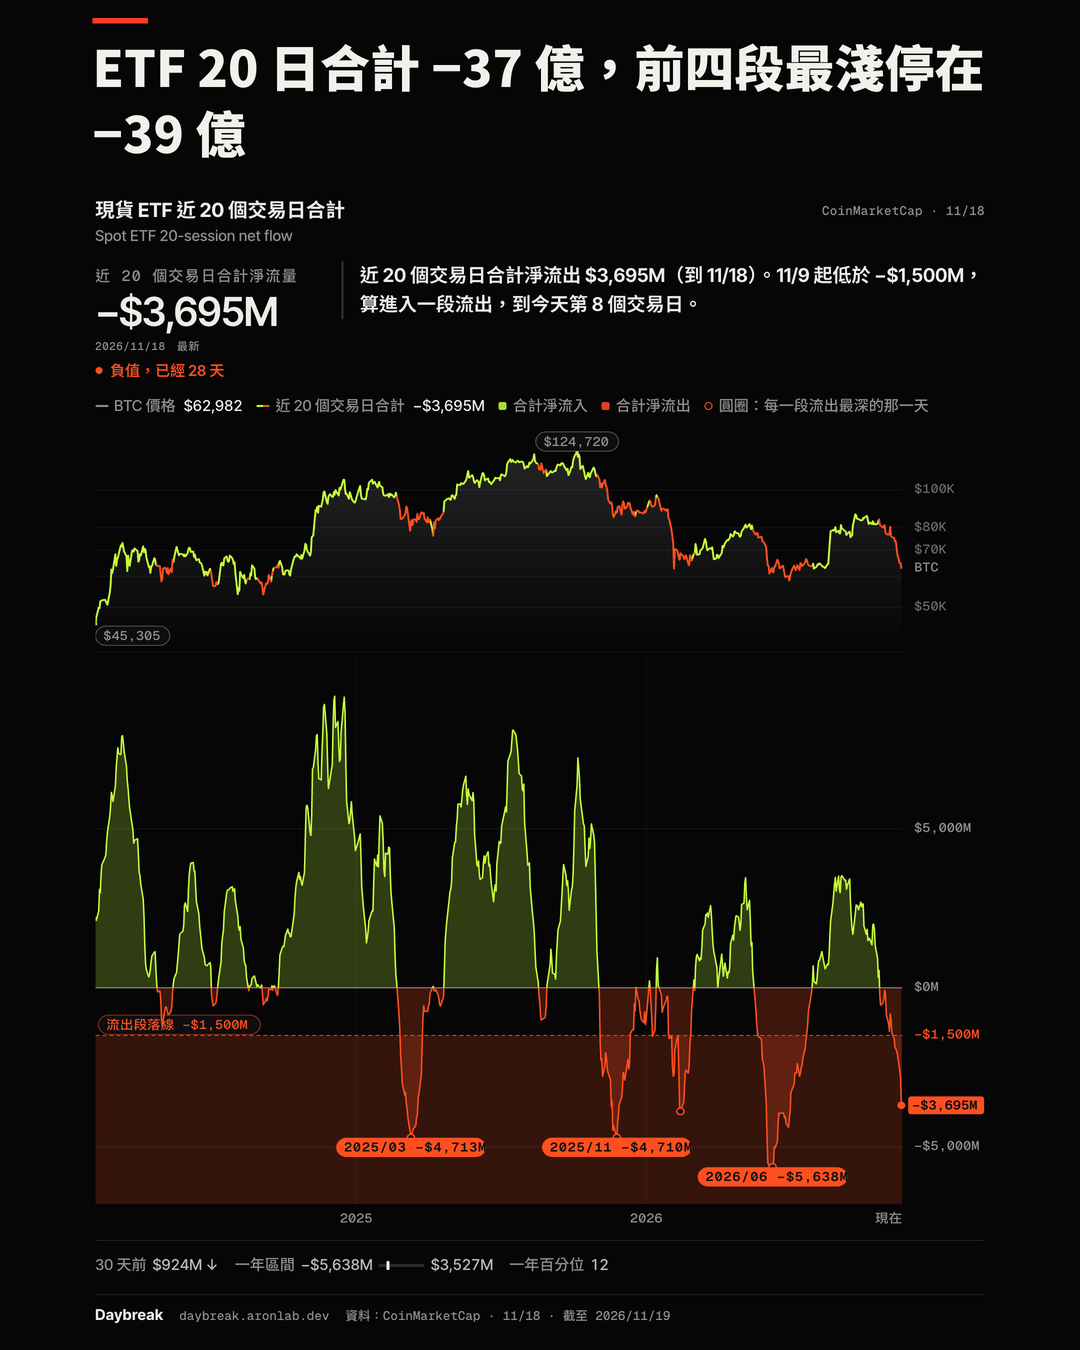 ETF 20 日合計 −37 億，前四段最淺停在
−39 億
現貨 ETF 近 20 個交易日合計
CoinMarketCap · 11/18
Spot ETF 20-session net flow
近 20 個交易日合計淨流量
−$3,695M
2026/11/18 最新
負值，已經 28 天
近 20 個交易日合計淨流出 $3,695M（到 11/18）。11/9 起低於 −$1,500M，
算進入一段流出，到今天第 8 個交易日。
BTC 價格 $62,982 近 20 個交易日合計 −$3,695M 合計淨流入 合計淨流出 圓圈：每一段流出最深的那一天
$124,720
$100K
$80K
$70K
BTC
$50K
$45,305
$5,000M
$0M
流出段落線 −$1,500M
−$1,500M
−$3,695M
−$5,000M
2025/03 −$4,713M
2025/11 −$4,710M
2026/06 −$5,638M
2025
2026
現在
30 天前 $924M ↓ 一年區間 −$5,638M $3,527M 一年百分位 12
Daybreak daybreak.aronlab.dev 資料：CoinMarketCap · 11/18 · 截至 2026/11/19